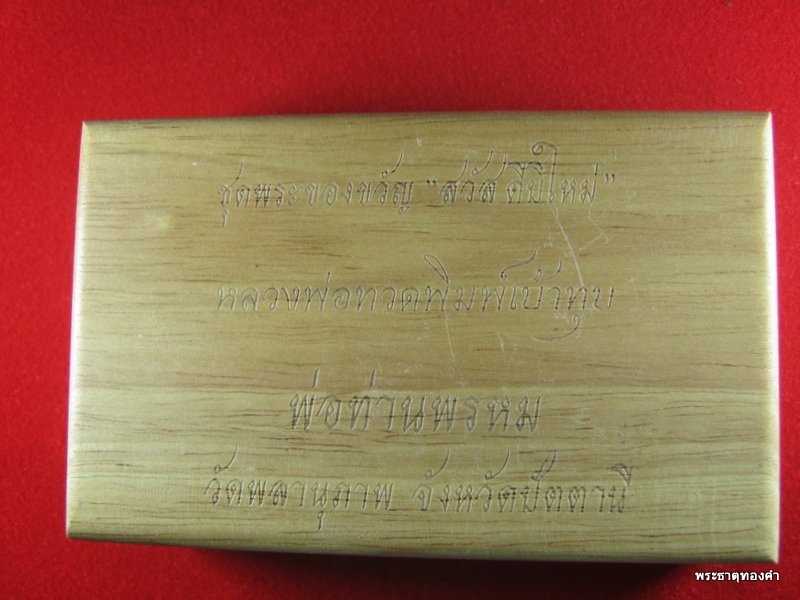 ชุดพระของขวัญ "สวัสดีปีใหม่"
หลวงพ่อทวดพิมพ์เบ้าทุบ
พ่อท่านพรหม
วัดพลานุภาพ จังหวัดปัตตานี
พระธาตุทองคำ